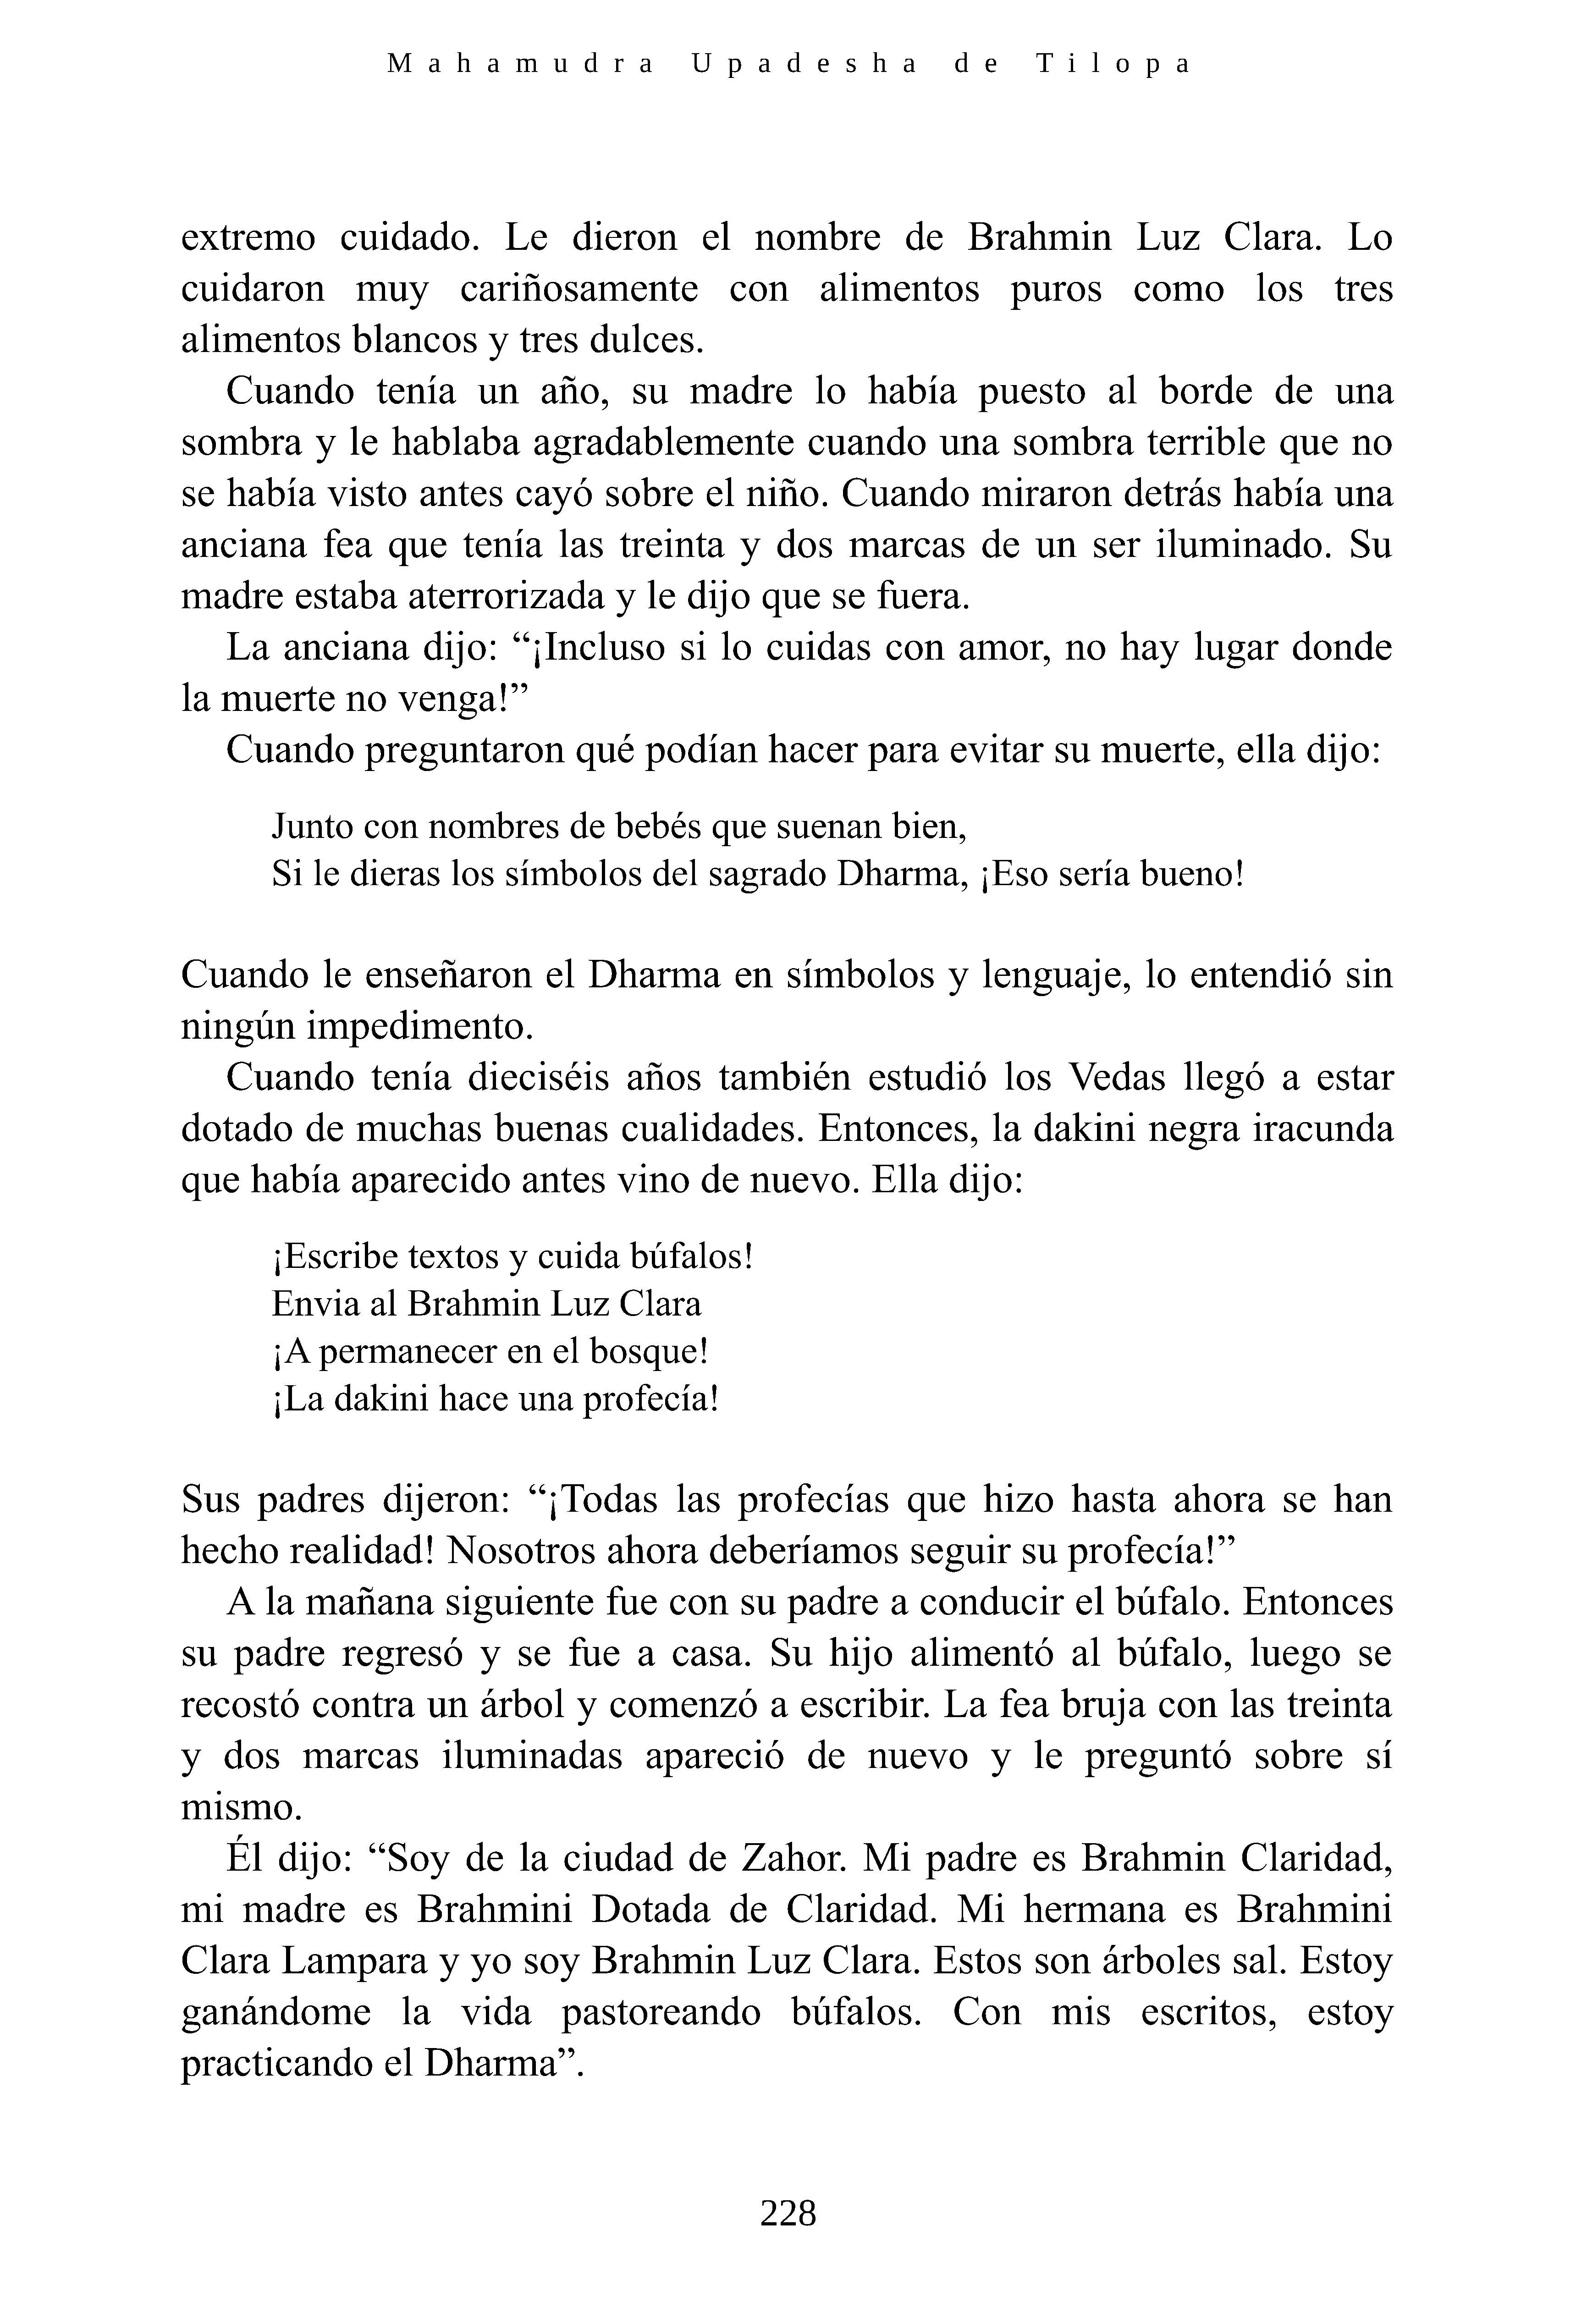 Mahamudra Upadesha de Tilopa
extremo cuidado. Le dieron el nombre de Brahmin Luz Clara. Lo
cuidaron muy cariñosamente con alimentos puros como los tres
alimentos blancos y tres dulces.
Cuando tenía un año, su madre lo había puesto al borde de una
sombra y le hablaba agradablemente cuando una sombra terrible que no
se había visto antes cayó sobre el niño. Cuando miraron detrás había una
anciana fea que tenía las treinta y dos marcas de un ser iluminado. Su
madre estaba aterrorizada y le dijo que se fuera.
La anciana dijo: “¡Incluso si lo cuidas con amor, no hay lugar donde
la muerte no venga!”
Cuando preguntaron qué podían hacer para evitar su muerte, ella dijo:
Junto con nombres de bebés que suenan bien,
Si le dieras los símbolos del sagrado Dharma, ¡Eso sería bueno!
Cuando le enseñaron el Dharma en símbolos y lenguaje, lo entendió sin
ningún impedimento.
Cuando tenía dieciséis años también estudió los Vedas llegó a estar
dotado de muchas buenas cualidades. Entonces, la dakini negra iracunda
que había aparecido antes vino de nuevo. Ella dijo:
¡Escribe textos y cuida búfalos!
Envia al Brahmin Luz Clara
¡A permanecer en el bosque!
¡La dakini hace una profecía!
Sus padres dijeron: “¡Todas las profecías que hizo hasta ahora se han
hecho realidad! Nosotros ahora deberíamos seguir su profecía!”
A la mañana siguiente fue con su padre a conducir el búfalo. Entonces
su padre regresó y se fue a casa. Su hijo alimentó al búfalo, luego se
recostó contra un árbol y comenzó a escribir. La fea bruja con las treinta
y dos marcas iluminadas apareció de nuevo y le preguntó sobre sí
mismo.
Él dijo: “Soy de la ciudad de Zahor. Mi padre es Brahmin Claridad,
mi madre es Brahmini Dotada de Claridad. Mi hermana es Brahmini
Clara Lampara y yo soy Brahmin Luz Clara. Estos son árboles sal. Estoy
ganándome la vida pastoreando búfalos. Con mis escritos, estoy
practicando el Dharma”.
228